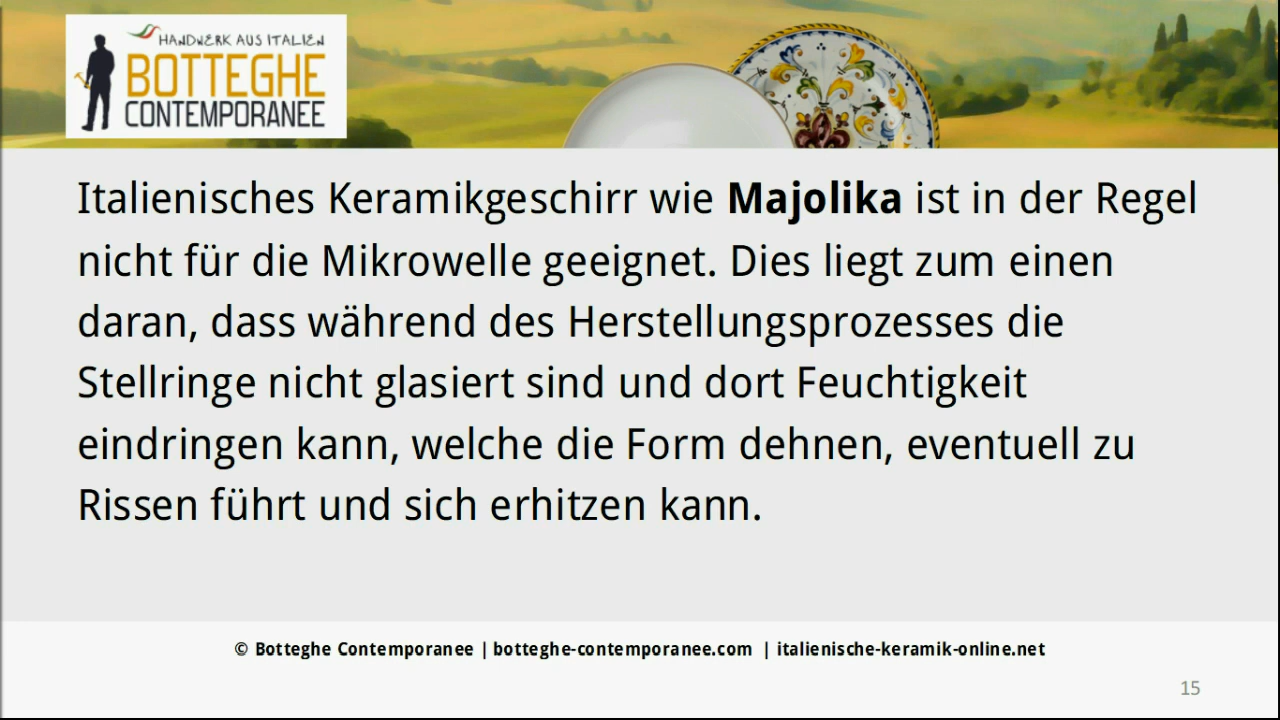 HANDWERK AUS ITALIEN
BOTTEGHE
CONTEMPORANEE
Italienisches Keramikgeschirr wie Majolika ist in der Regel
nicht für die Mikrowelle geeignet. Dies liegt zum einen
daran, dass während des Herstellungsprozesses die
Stellringe nicht glasiert sind und dort Feuchtigkeit
eindringen kann, welche die Form dehnen, eventuell zu
Rissen führt und sich erhitzen kann.
© Botteghe Contemporanee | botteghe-contemporanee.com | italienische-keramik-online.net
15